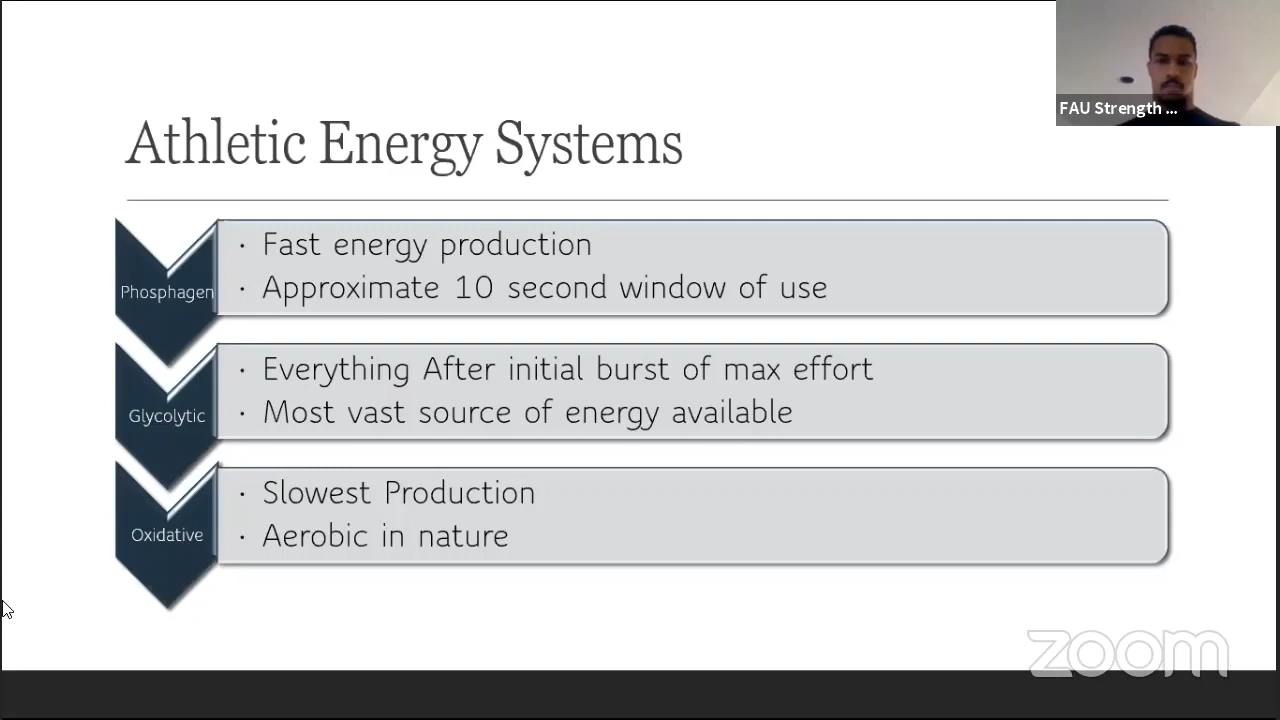 FAU Strength ...
Athletic Energy Systems
Phosphagen
· Fast energy production
· Approximate 10 second window of use
Glycolytic
· Everything After initial burst of max effort
· Most vast source of energy available
Oxidative
· Slowest Production
· Aerobic in nature
zoom